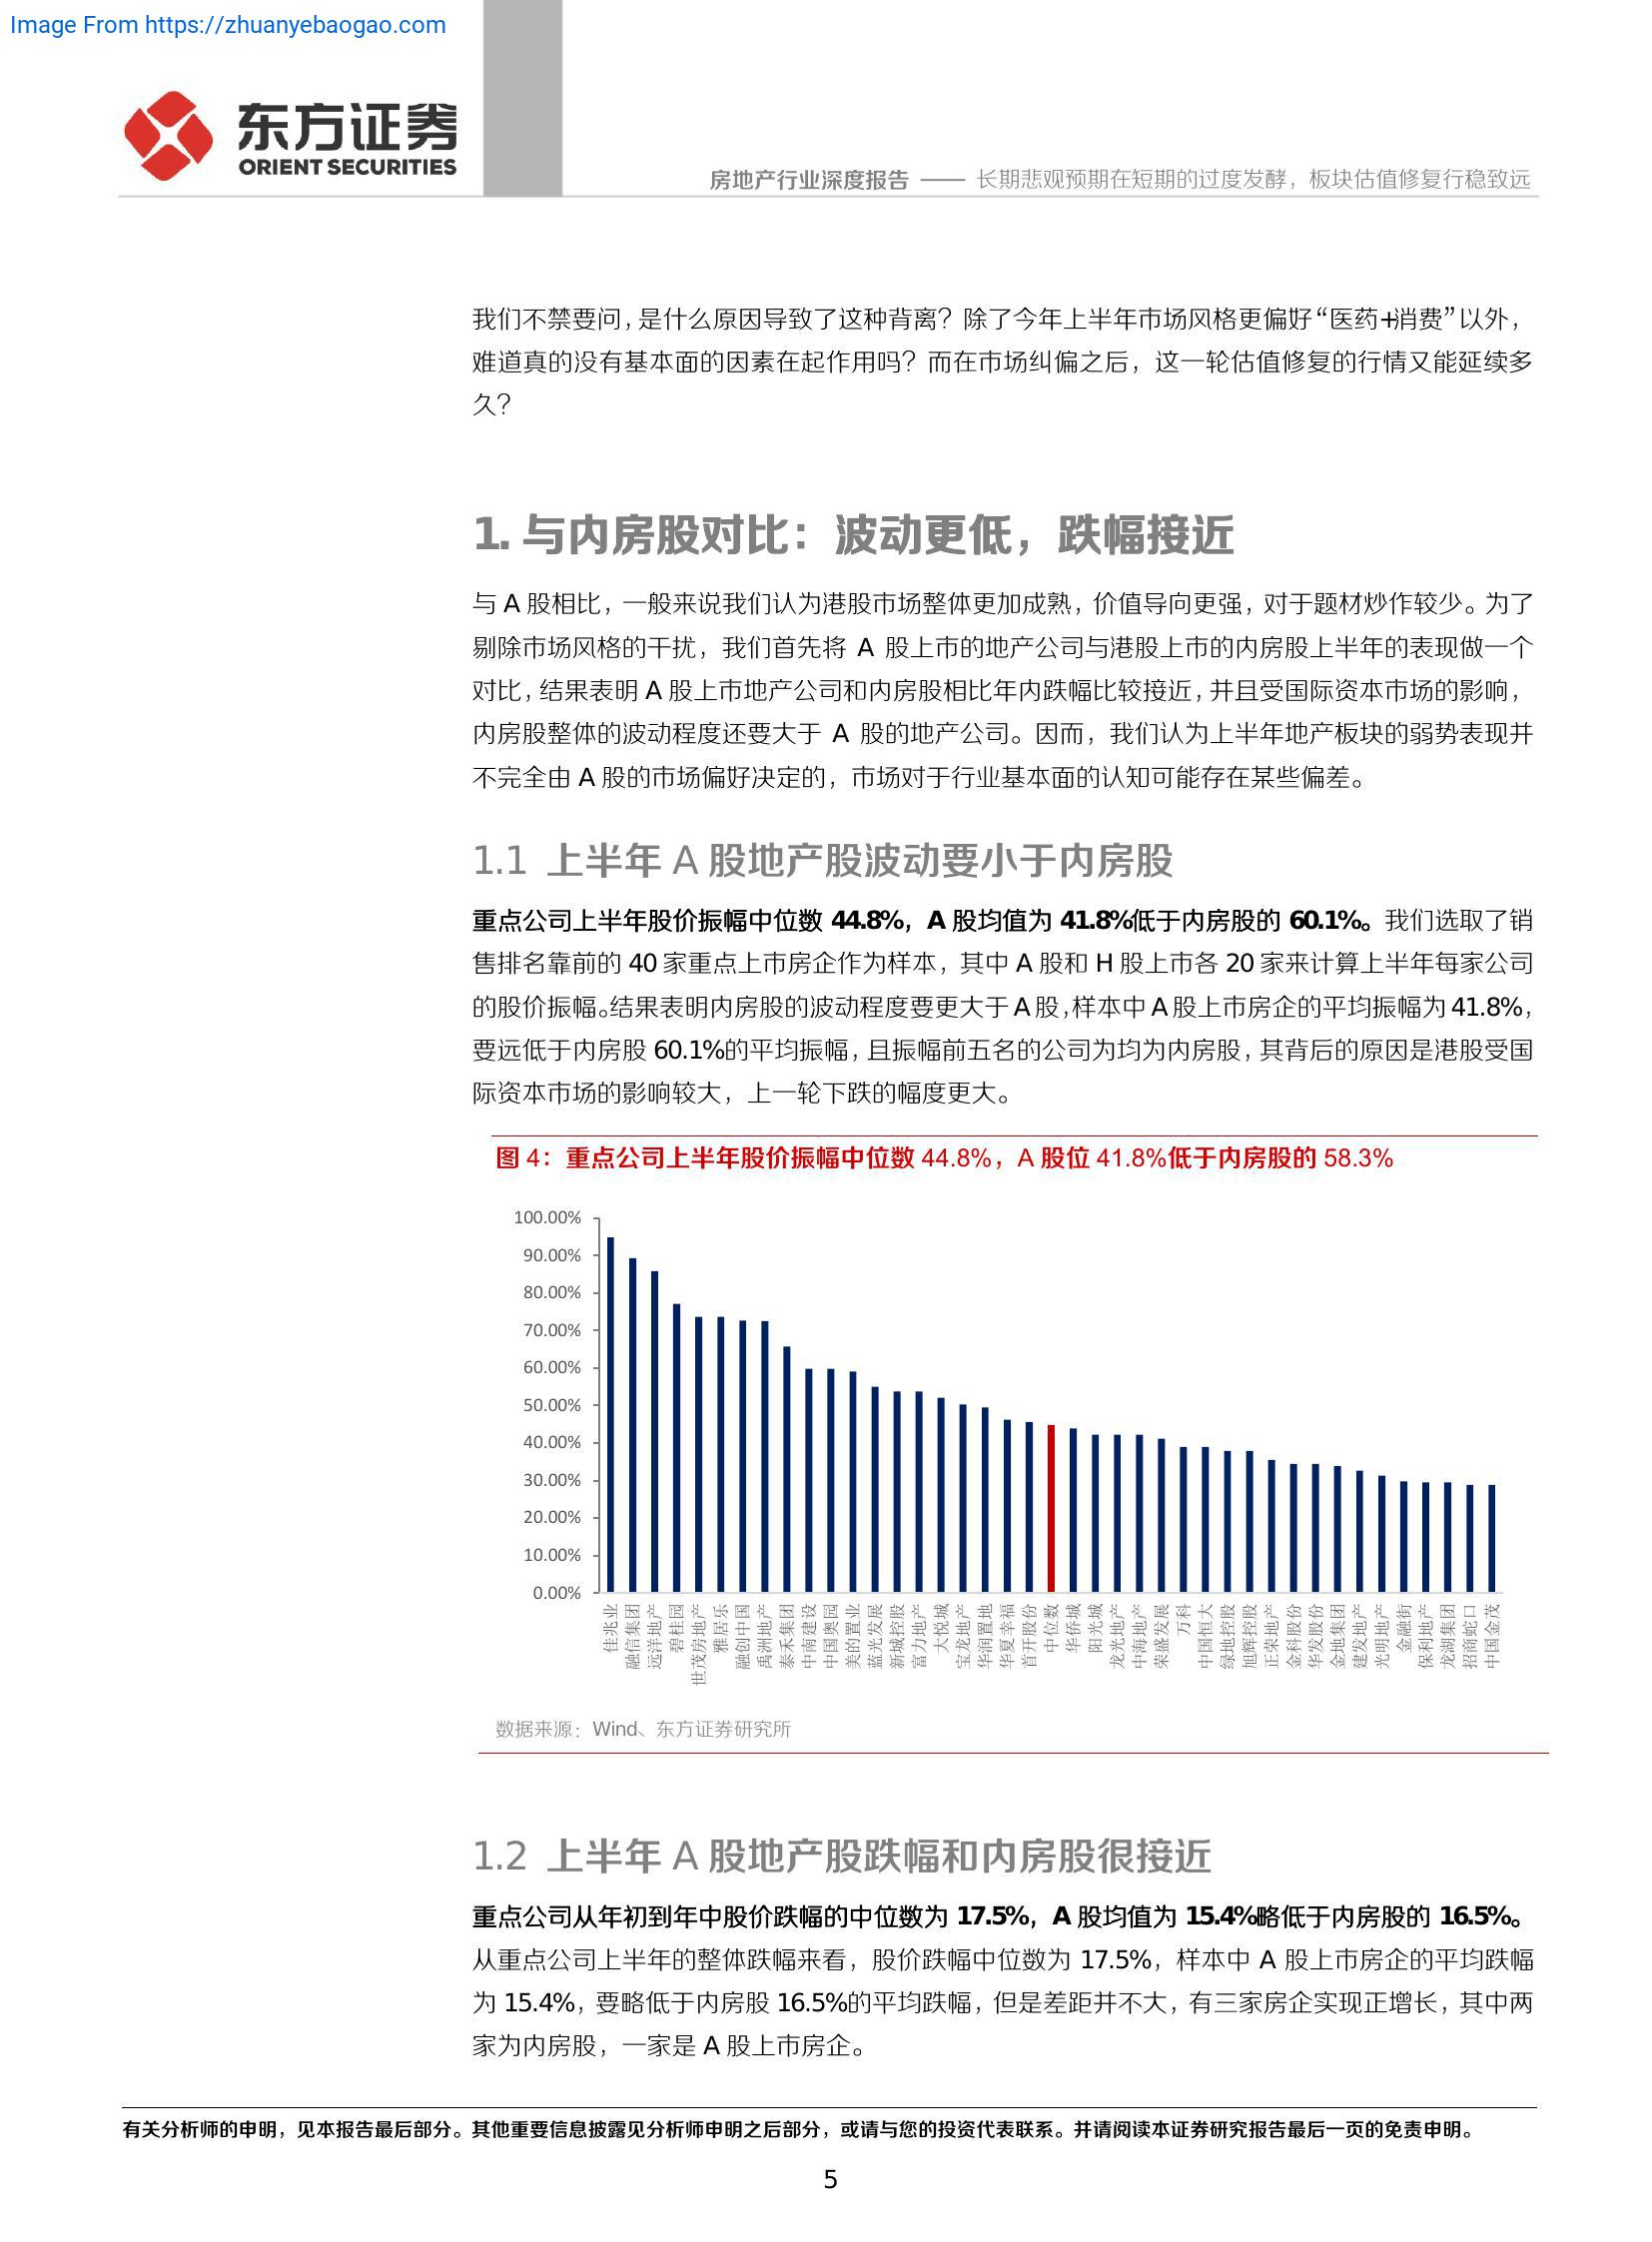 Image From https://zhuanyebaogao.com
东方证券
ORIENT SECURITIES
房地产行业深度报告 —— 长期悲观预期在短期的过度发酵，板块估值修复行稳致远
我们不禁要问，是什么原因导致了这种背离？除了今年上半年市场风格更偏好“医药+消费”以外，
难道真的没有基本面的因素在起作用吗？而在市场纠偏之后，这一轮估值修复的行情又能延续多
久？
1. 与内房股对比：波动更低，跌幅接近
与 A 股相比，一般来说我们认为港股市场整体更加成熟，价值导向更强，对于题材炒作较少。为了
剔除市场风格的干扰，我们首先将 A 股上市的地产公司与港股上市的内房股上半年的表现做一个
对比，结果表明 A 股上市地产公司和内房股相比年内跌幅比较接近，并且受国际资本市场的影响，
内房股整体的波动程度还要大于 A 股的地产公司。因而，我们认为上半年地产板块的弱势表现并
不完全由 A 股的市场偏好决定的，市场对于行业基本面的认知可能存在某些偏差。
1.1 上半年 A 股地产股波动要小于内房股
重点公司上半年股价振幅中位数 44.8%，A 股均值为 41.8%低于内房股的 60.1%。我们选取了销
售排名靠前的 40 家重点上市房企作为样本，其中 A 股和 H 股上市各 20 家来计算上半年每家公司
的股价振幅。结果表明内房股的波动程度要更大于 A 股，样本中 A 股上市房企的平均振幅为 41.8%，
要远低于内房股 60.1%的平均振幅，且振幅前五名的公司为均为内房股，其背后的原因是港股受国
际资本市场的影响较大，上一轮下跌的幅度更大。
图 4：重点公司上半年股价振幅中位数 44.8%，A 股位 41.8%低于内房股的 58.3%
100.00%
90.00%
80.00%
70.00%
60.00%
50.00%
40.00%
30.00%
20.00%
10.00%
0.00%
佳兆业
融信集团
远洋地产
碧桂园
世茂房地产
雅居乐
融创中国
禹洲地产
泰禾集团
中南建设
中国奥园
美的置业
蓝光发展
新城控股
富力地产
大悦城
宝龙地产
华润置地
华夏幸福
首开股份
中位数
华侨城
阳光城
龙光地产
中海地产
荣盛发展
万科
中国恒大
绿地控股
旭辉控股
正荣地产
金科股份
华发股份
金地集团
建发地产
光明地产
金融街
保利地产
龙湖集团
招商蛇口
中国金茂
数据来源：Wind、东方证券研究所
1.2 上半年 A 股地产股跌幅和内房股很接近
重点公司从年初到年中股价跌幅的中位数为 17.5%，A 股均值为 15.4%略低于内房股的 16.5%。
从重点公司上半年的整体跌幅来看，股价跌幅中位数为 17.5%，样本中 A 股上市房企的平均跌幅
为 15.4%，要略低于内房股 16.5%的平均跌幅，但是差距并不大，有三家房企实现正增长，其中两
家为内房股，一家是 A 股上市房企。
有关分析师的申明，见本报告最后部分。其他重要信息披露见分析师申明之后部分，或请与您的投资代表联系。并请阅读本证券研究报告最后一页的免责申明。
5